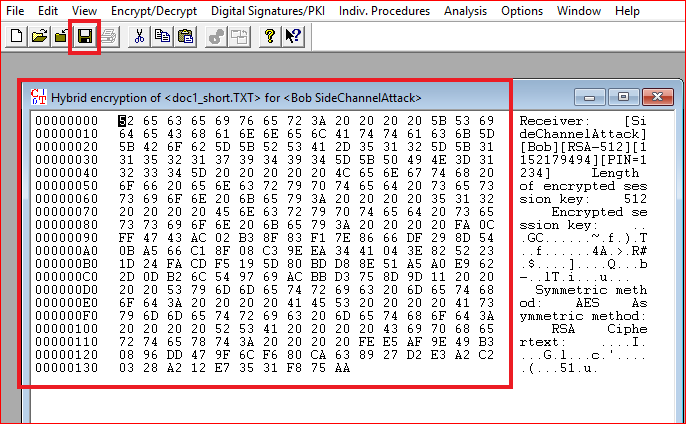 File Edit View Encrypt/Decrypt Digital Signatures/PKI Indiv. Procedures Analysis Options Window Help
Hybrid encryption of <doc1_short.TXT> for <Bob SideChannelAttack>
00000000 52 65 63 65 69 76 65 72 3A 20 20 20 20 5B 53 69 Receiver: [Si
00000010 64 65 43 68 61 6E 6E 65 6C 41 74 74 61 63 6B 5D deChannelAttack]
00000020 5B 42 6F 62 5D 5B 52 53 41 2D 35 31 32 5D 5B 31 [Bob][RSA-512][1
00000030 31 35 32 31 37 39 34 39 34 5D 5B 50 49 4E 3D 31 152179494][PIN=1
00000040 32 33 34 5D 20 20 20 20 20 4C 65 6E 67 74 68 20 234] Length
00000050 6F 66 20 65 6E 63 72 79 70 74 65 64 20 73 65 73 of encrypted ses
00000060 73 69 6F 6E 20 6B 65 79 3A 20 20 20 20 35 31 32 sion key: 512
00000070 20 20 20 20 45 6E 63 72 79 70 74 65 64 20 73 65 Encrypted se
00000080 73 73 69 6F 6E 20 6B 65 79 3A 20 20 20 20 FA 0C ssion key: ..
00000090 FF 47 43 AC 02 B3 8F 83 F1 7E 86 66 DF 29 8D 54 .GC......~.f.).T
000000A0 0B A5 66 C1 8F 08 C3 9E EA 34 41 04 3E 82 52 23 ..f......4A.>.R#
000000B0 1D 24 FA CD F5 19 5D 80 BD D8 8E 51 A5 A0 E9 62 .$....]....Q...b
000000C0 2D 0D B2 6C 54 97 69 AC BB D3 75 8D 9D 11 20 20 -..lT.i...u...
000000D0 20 20 53 79 6D 6D 65 74 72 69 63 20 6D 65 74 68 Symmetric meth
000000E0 6F 64 3A 20 20 20 20 41 45 53 20 20 20 20 41 73 od: AES As
000000F0 79 6D 6D 65 74 72 69 63 20 6D 65 74 68 6F 64 3A ymmetric method:
00000100 20 20 20 20 52 53 41 20 20 20 20 43 69 70 68 65 RSA Ciphe
00000110 72 74 65 78 74 3A 20 20 20 20 FE E5 AF 9E 49 B3 rtext: ....I.
00000120 08 96 DD 47 9F 6C F6 80 CA 63 89 27 D2 E3 A2 C2 ...G.l...c.'....
00000130 03 28 A2 12 E7 35 31 F8 75 AA .(...51.u.